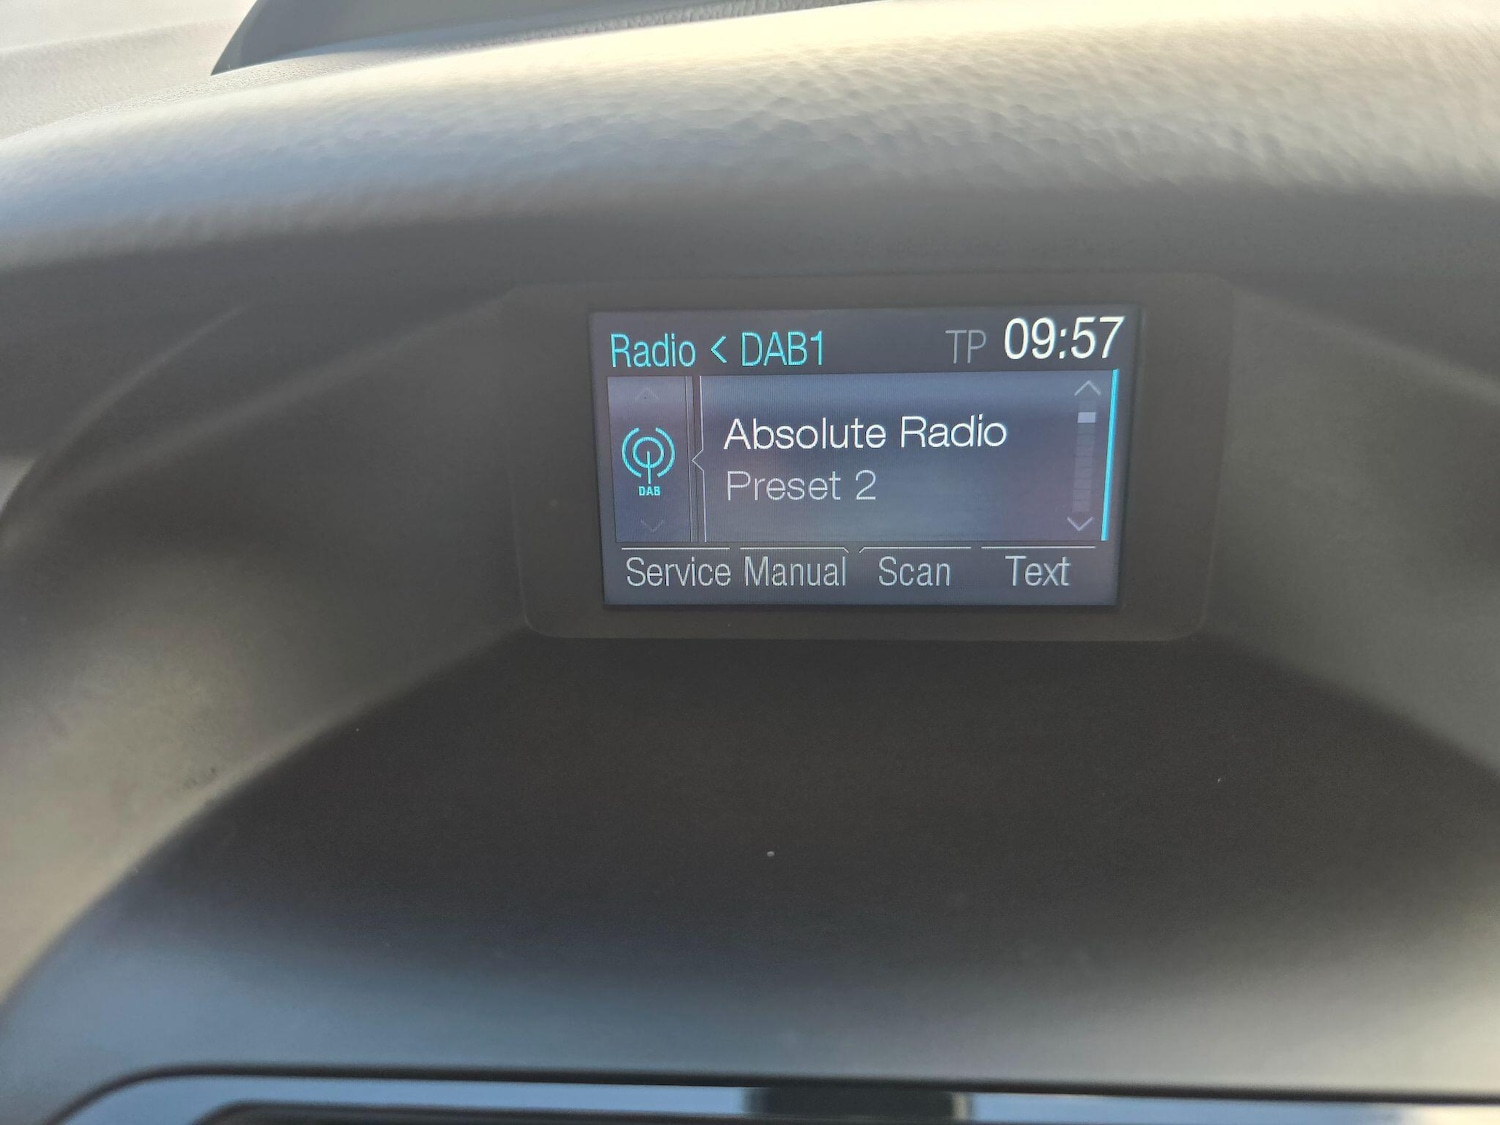 Radio < DAB1 TP 09:57
Absolute Radio
DAB
Preset 2
Service Manual Scan Text